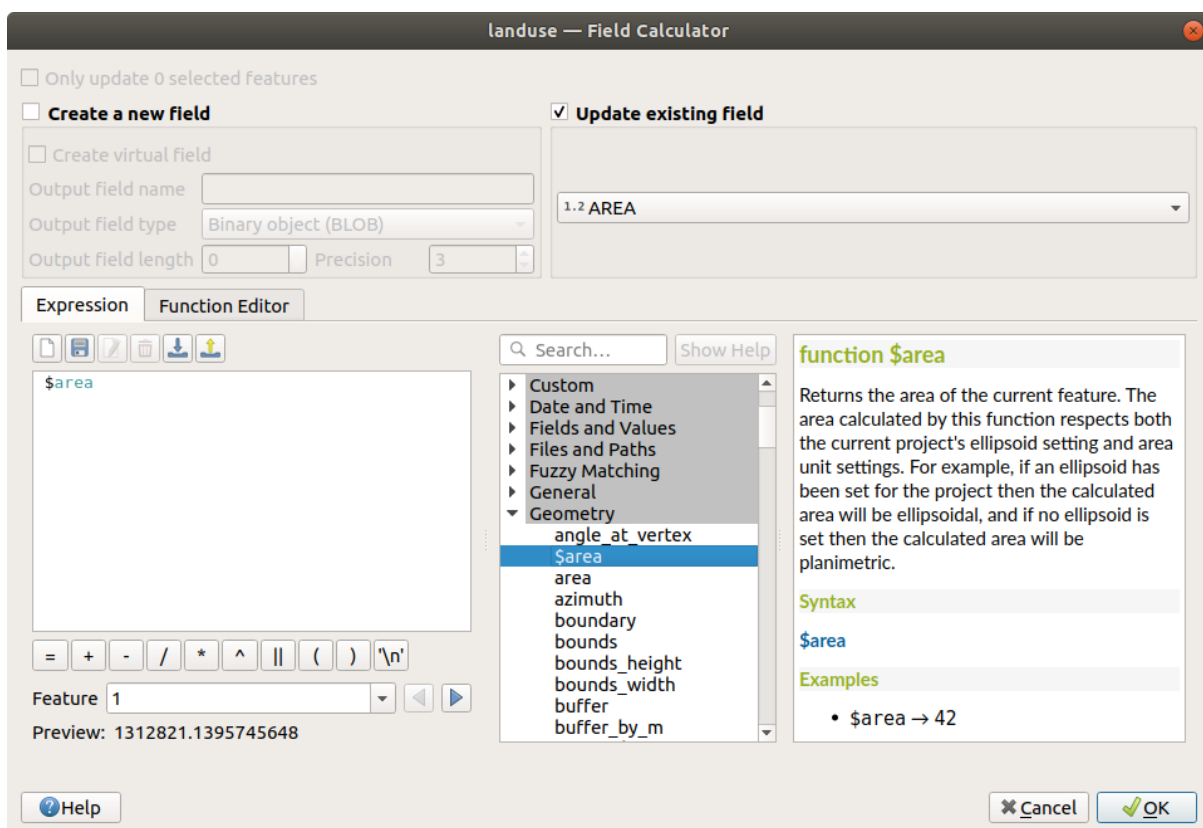 landuse — Field Calculator
Only update 0 selected features
Create a new field
Update existing field
Create virtual field
Output field name
1.2 AREA
Output field type Binary object (BLOB)
Output field length 0 Precision 3
Expression Function Editor
$area
= + - / * ^ || ( ) '\n'
Feature 1
Preview: 1312821.1395745648
Search... Show Help
Custom
Date and Time
Fields and Values
Files and Paths
Fuzzy Matching
General
Geometry
angle_at_vertex
$area
area
azimuth
boundary
bounds
bounds_height
bounds_width
buffer
buffer_by_m
function $area
Returns the area of the current feature. The
area calculated by this function respects both
the current project's ellipsoid setting and area
unit settings. For example, if an ellipsoid has
been set for the project then the calculated
area will be ellipsoidal, and if no ellipsoid is
set then the calculated area will be
planimetric.
Syntax
$area
Examples
• $area → 42
?Help
Cancel OK